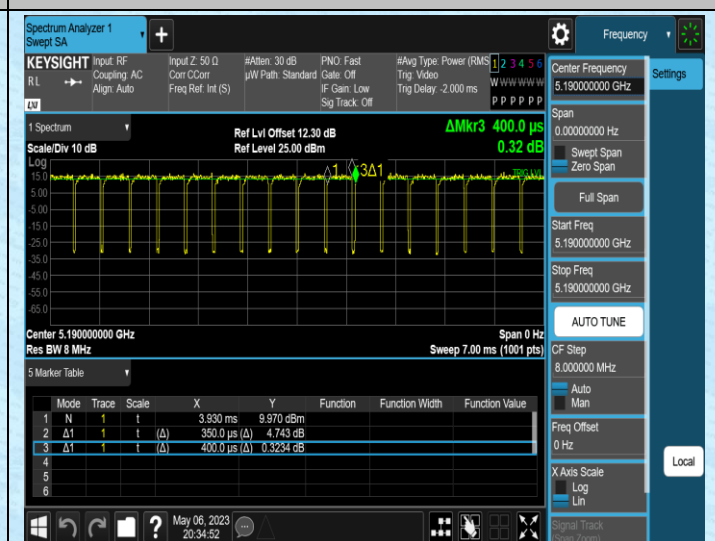 Spectrum Analyzer 1
Swept SA
+
Frequency
KEYSIGHT
RL
LXI
Input: RF
Coupling: AC
Align: Auto
Input Z: 50 Ω
Corr CCorr
Freq Ref: Int (S)
#Atten: 30 dB
µW Path: Standard
PNO: Fast
Gate: Off
IF Gain: Low
Sig Track: Off
#Avg Type: Power (RMS
Trig: Video
Trig Delay: -2.000 ms
1 2 3 4 5 6
W W W W W W
P P P P P P
1 Spectrum
Scale/Div 10 dB
Log
Ref Lvl Offset 12.30 dB
Ref Level 25.00 dBm
ΔMkr3 400.0 µs
0.32 dB
15.0
5.00
-5.00
-15.0
-25.0
-35.0
-45.0
-55.0
-65.0
Δ1
3Δ1
TRIG LVL
Center 5.190000000 GHz
Res BW 8 MHz
Span 0 Hz
Sweep 7.00 ms (1001 pts)
5 Marker Table
Mode Trace Scale X Y Function Function Width Function Value
1 N 1 t 3.930 ms 9.970 dBm
2 Δ1 1 t (Δ) 350.0 µs (Δ) 4.743 dB
3 Δ1 1 t (Δ) 400.0 µs (Δ) 0.3234 dB
4
5
6
?
May 06, 2023
20:34:52
Center Frequency
5.190000000 GHz
Settings
Span
0.00000000 Hz
Swept Span
Zero Span
Full Span
Start Freq
5.190000000 GHz
Stop Freq
5.190000000 GHz
AUTO TUNE
CF Step
8.000000 MHz
Auto
Man
Freq Offset
0 Hz
X Axis Scale
Log
Lin
Local
Signal Track
(Span Zoom)